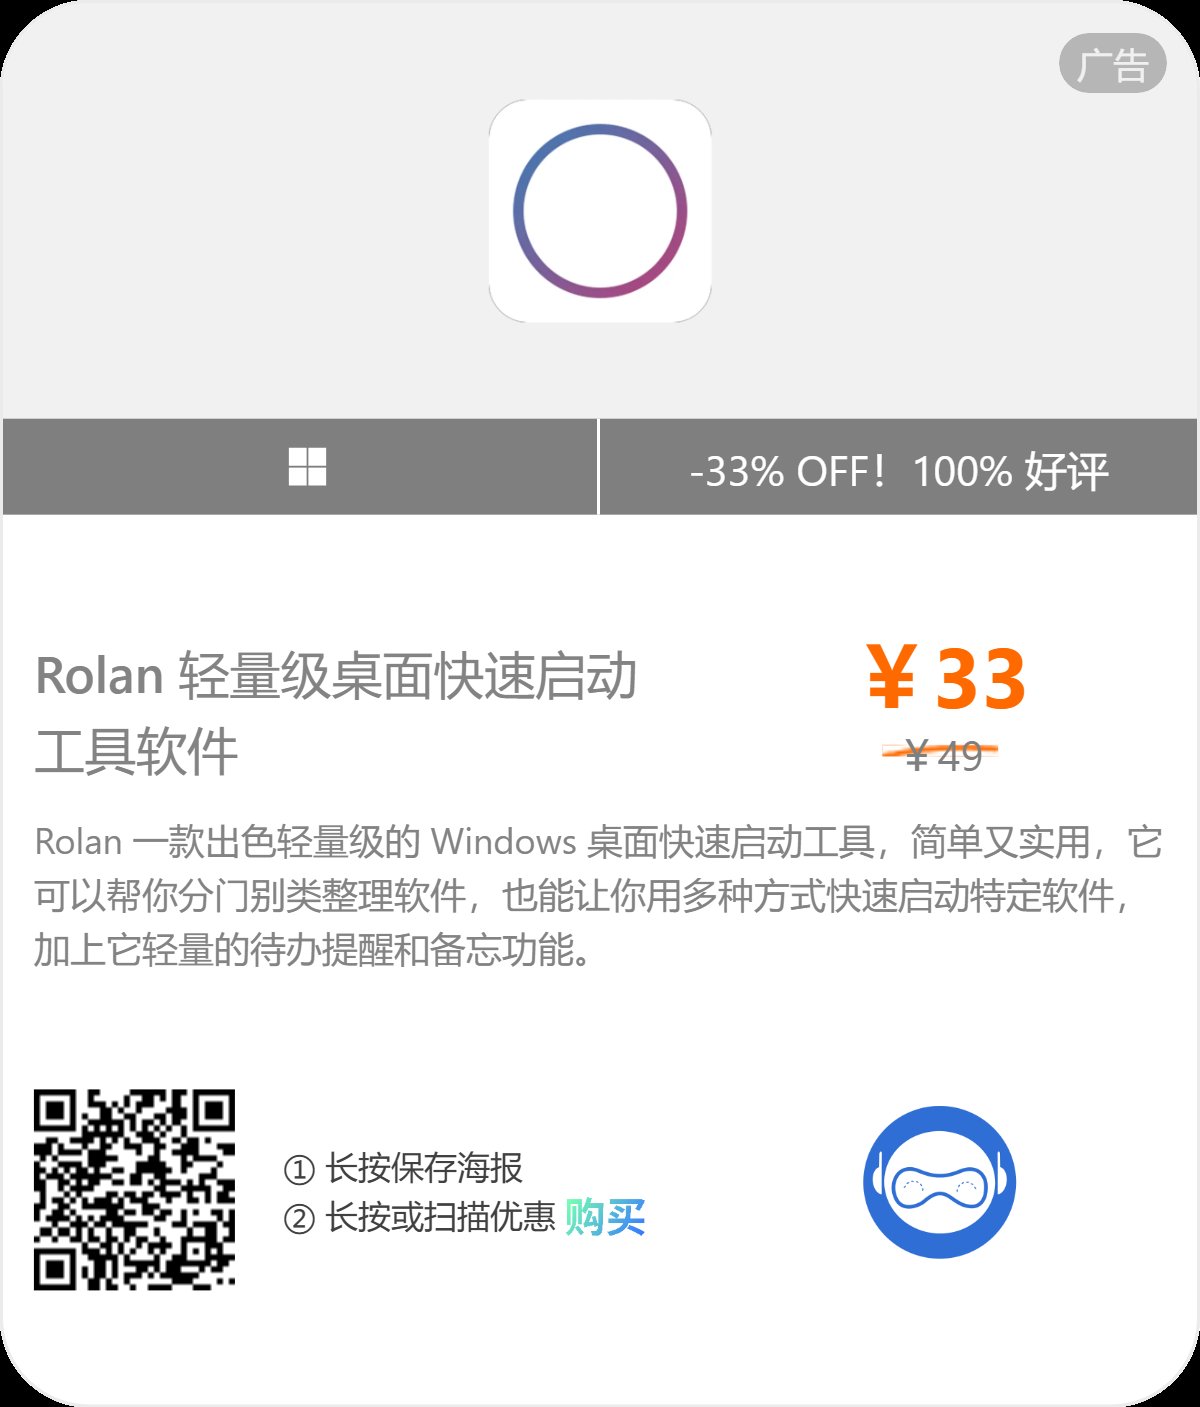 广告
-33% OFF！100% 好评
Rolan 轻量级桌面快速启动
工具软件
￥33
￥49
Rolan 一款出色轻量级的 Windows 桌面快速启动工具，简单又实用，它
可以帮你分门别类整理软件，也能让你用多种方式快速启动特定软件，
加上它轻量的待办提醒和备忘功能。
① 长按保存海报
② 长按或扫描优惠 购买